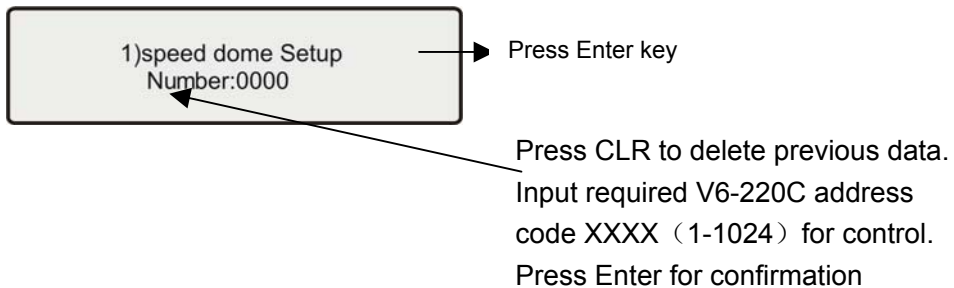 1)speed dome Setup
Number:0000
Press Enter key
Press CLR to delete previous data.
Input required V6-220C address
code XXXX（1-1024）for control.
Press Enter for confirmation